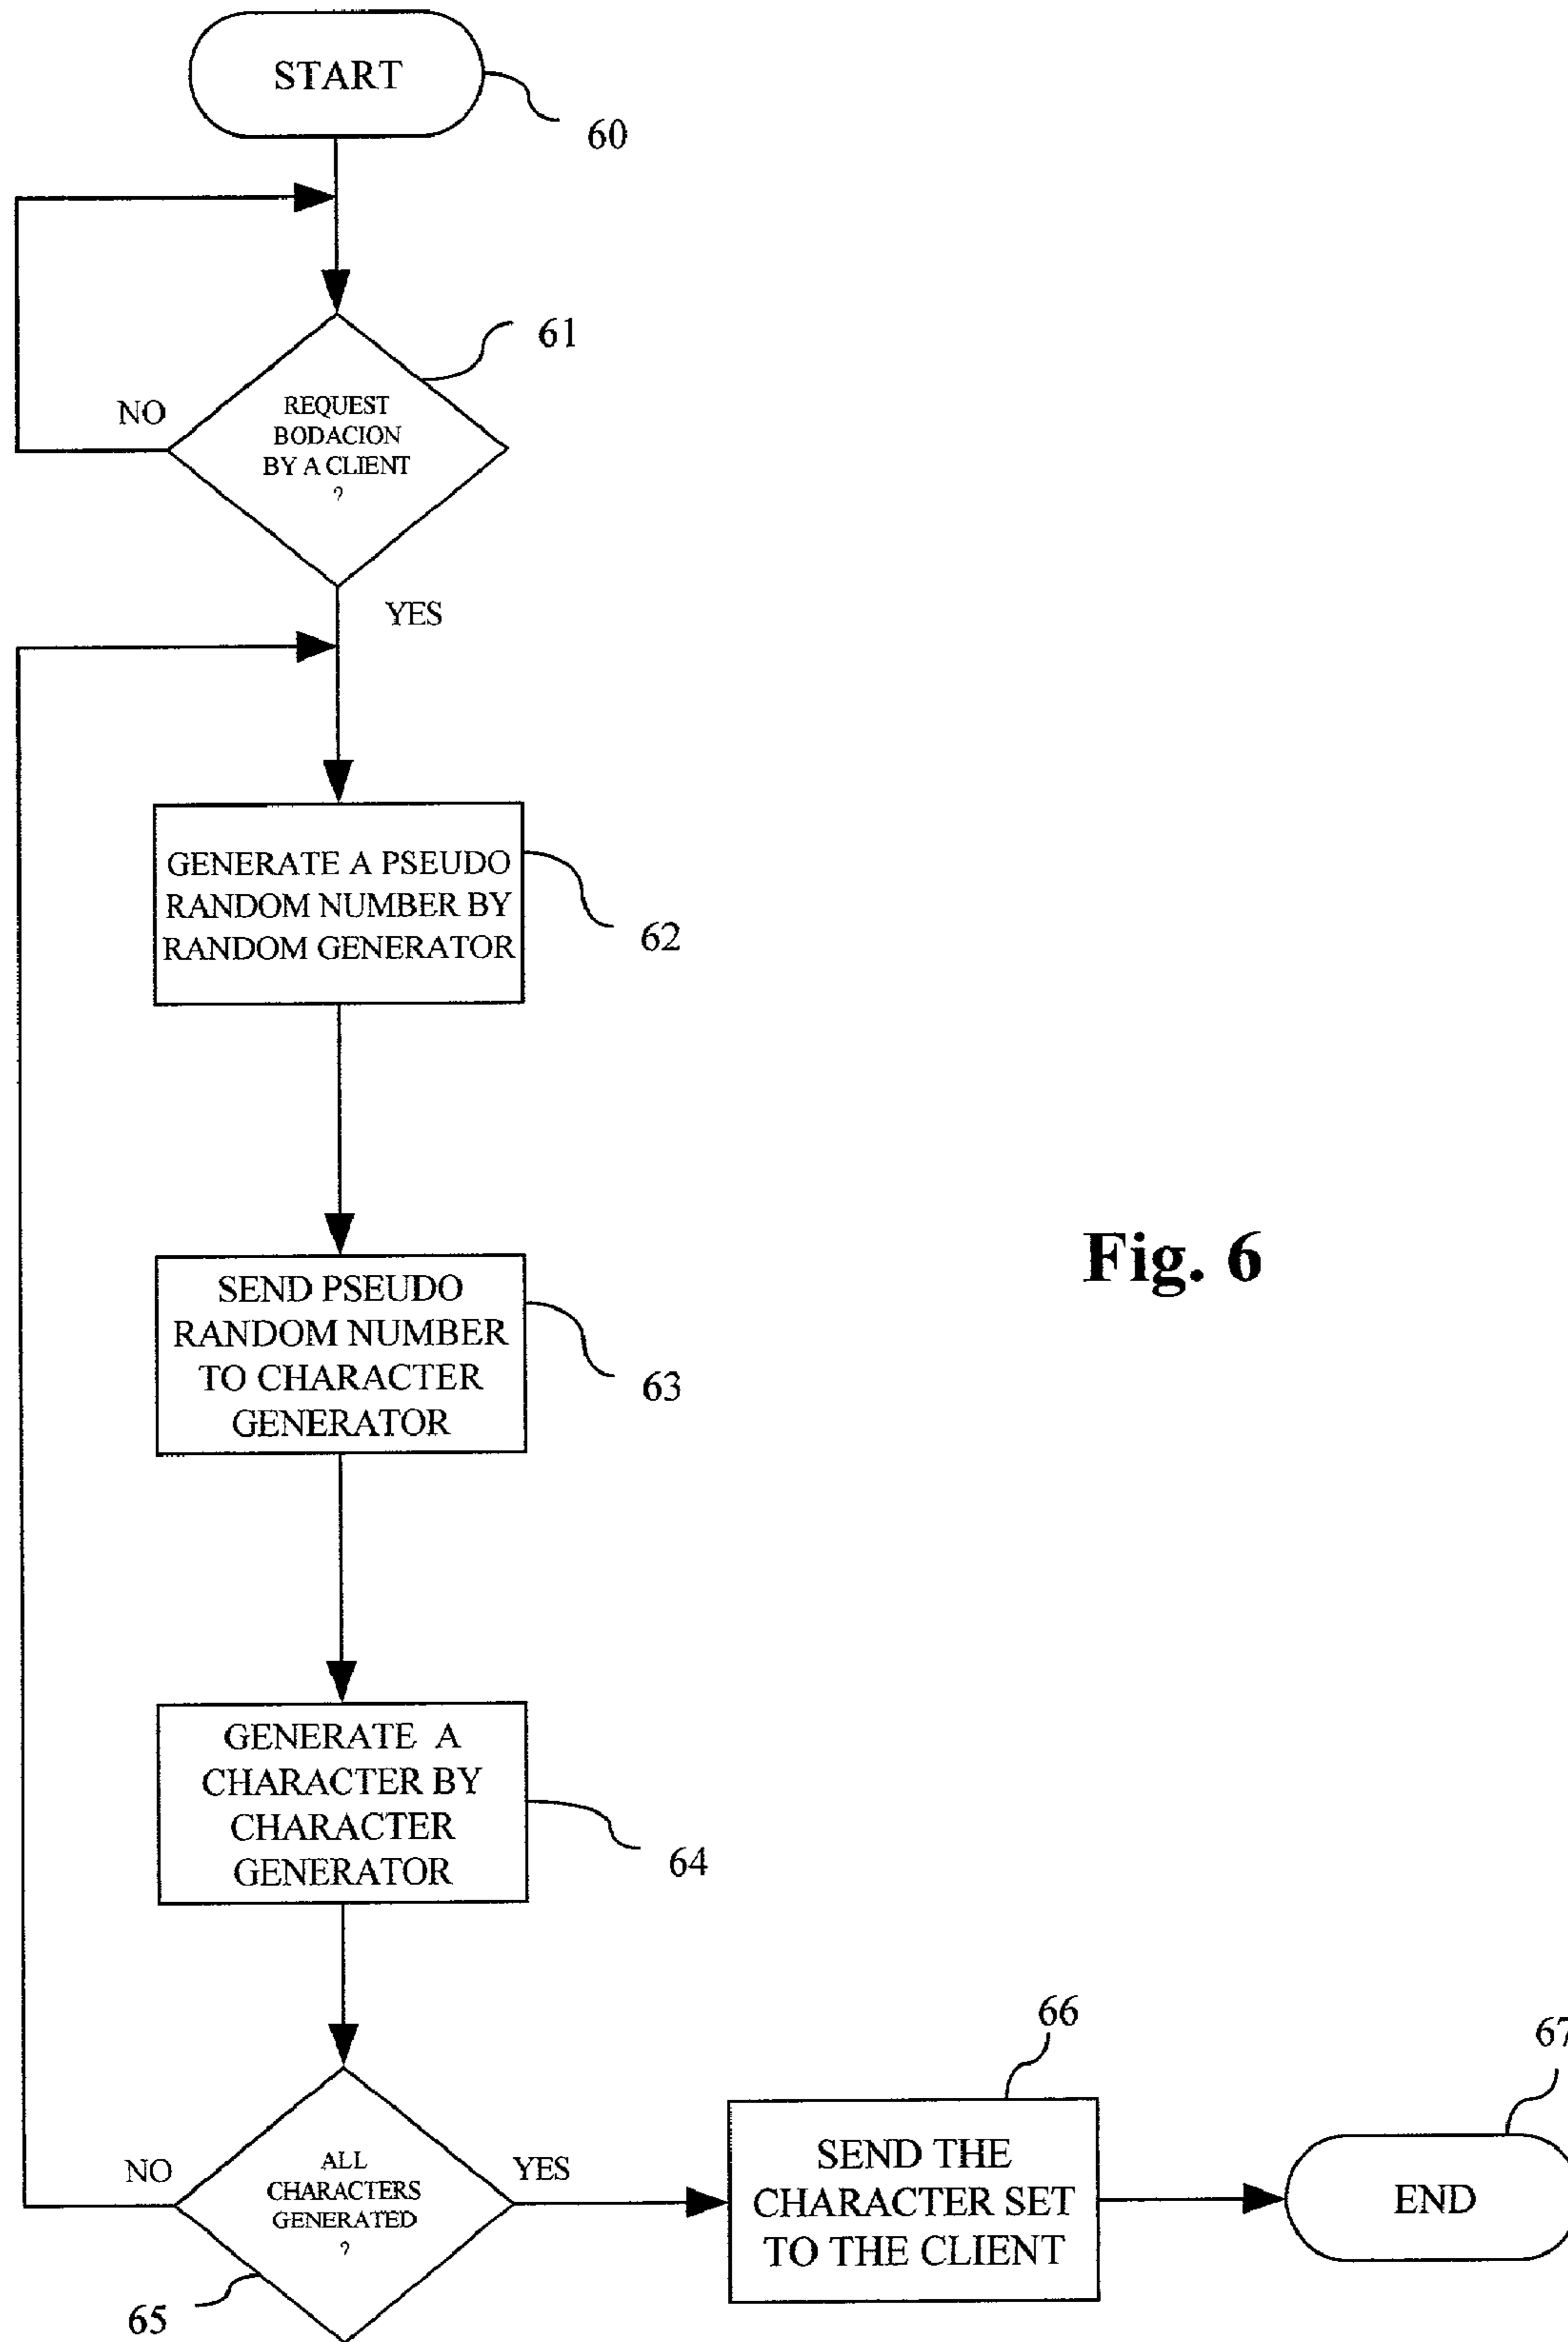 START
60
61
NO
REQUEST
BODACION
BY A CLIENT
?
YES
GENERATE A PSEUDO
RANDOM NUMBER BY
RANDOM GENERATOR
62
Fig. 6
SEND PSEUDO
RANDOM NUMBER
TO CHARACTER
GENERATOR
63
GENERATE A
CHARACTER BY
CHARACTER
GENERATOR
64
66
67
NO
ALL
CHARACTERS
GENERATED
?
YES
SEND THE
CHARACTER SET
TO THE CLIENT
END
65